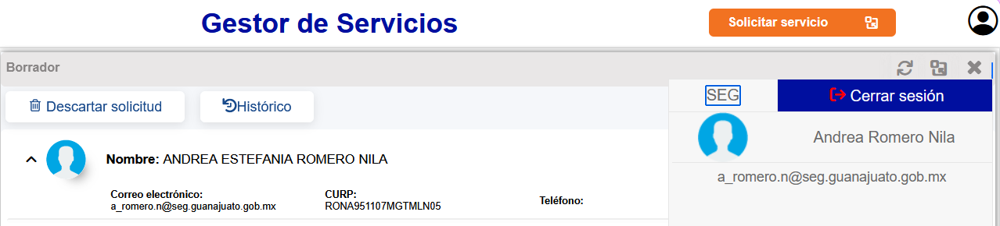 Gestor de Servicios
Solicitar servicio
Borrador
Descartar solicitud
Histórico
SEG
Cerrar sesión
Andrea Romero Nila
a_romero.n@seg.guanajuato.gob.mx
Nombre: ANDREA ESTEFANIA ROMERO NILA
Correo electrónico:
a_romero.n@seg.guanajuato.gob.mx
CURP:
RONA951107MGTMLN05
Teléfono: